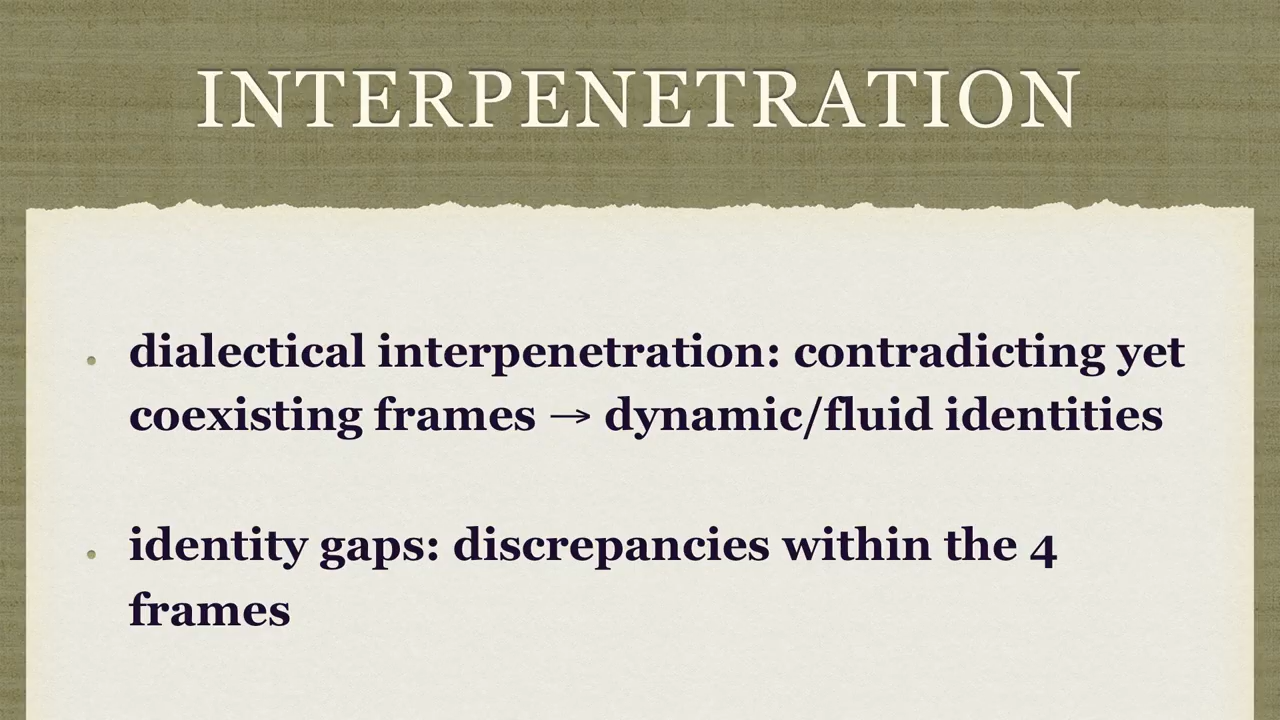 INTERPENETRATION
dialectical interpenetration: contradicting yet
coexisting frames → dynamic/fluid identities
identity gaps: discrepancies within the 4
frames